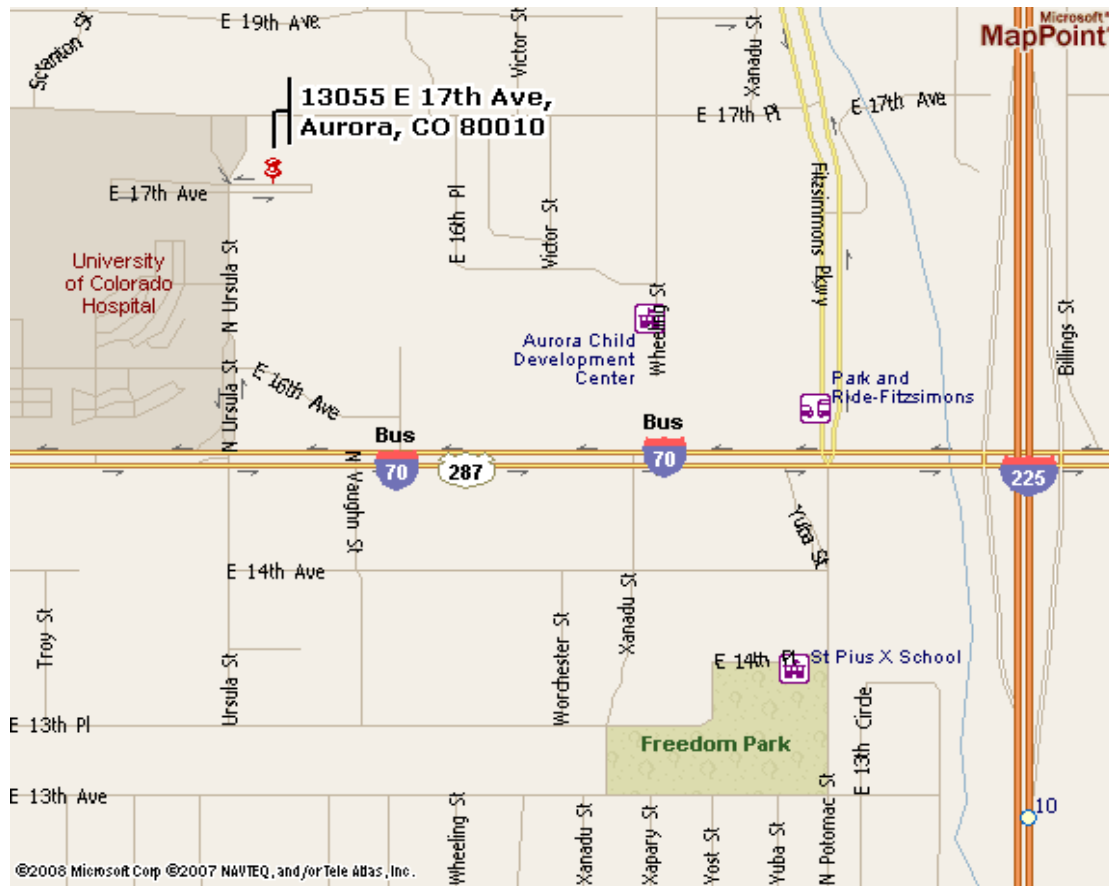 Microsoft®
MapPoint®
E 19th Ave
Scranton St
Victor St
Xanadu St
13055 E 17th Ave,
Aurora, CO 80010
E 17th Pl
E 17th Ave
E 17th Ave
E 16th Pl
Victor St
Fitzsimmons Pkwy
University
of Colorado
Hospital
N Ursula St
Wheeling St
Aurora Child
Development
Center
Billings St
N Ursula St
E 16th Ave
Park and
Ride-Fitzsimons
Bus
70
287
Bus
70
225
N Vaughn St
Yuba St
E 14th Ave
Troy St
Ursula St
Worchester St
Xanadu St
E 14th Pl
St Pius X School
E 13th Pl
Freedom Park
E 13th Circle
E 13th Ave
Wheeling St
Xanadu St
Xapary St
Yost St
Yuba St
N Potomac St
10
©2008 Microsoft Corp ©2007 NAVTEQ, and/or Tele Atlas, Inc.